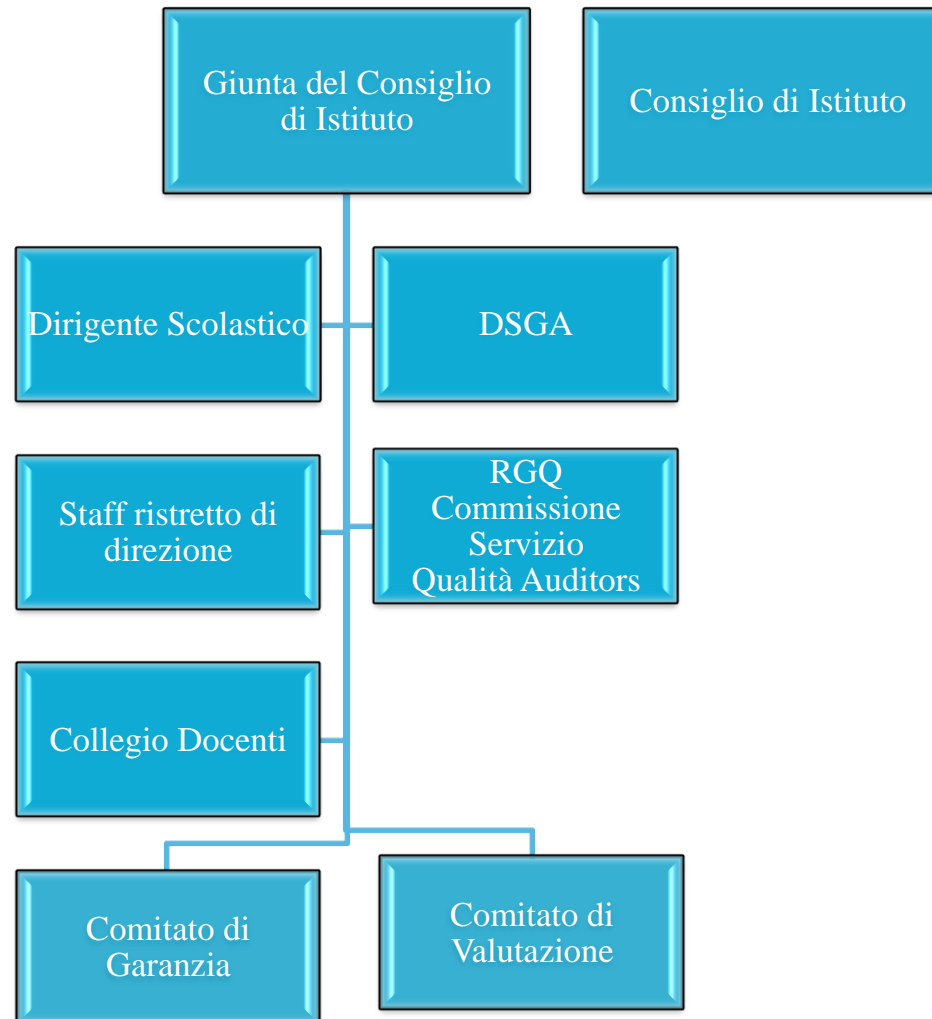 Giunta del Consiglio
di Istituto
Consiglio di Istituto
Dirigente Scolastico
DSGA
Staff ristretto di
direzione
RGQ
Commissione
Servizio
Qualità Auditors
Collegio Docenti
Comitato di
Garanzia
Comitato di
Valutazione